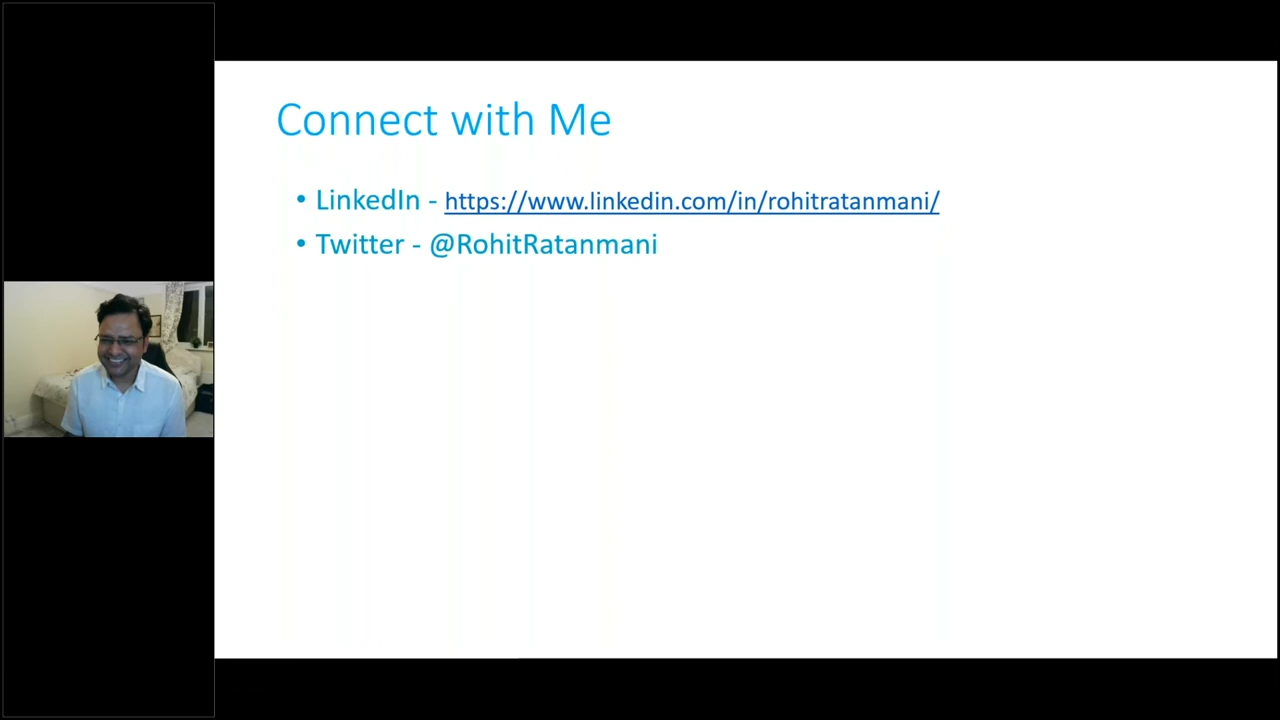 Connect with Me
• LinkedIn - https://www.linkedin.com/in/rohitratanmani/
• Twitter - @RohitRatanmani